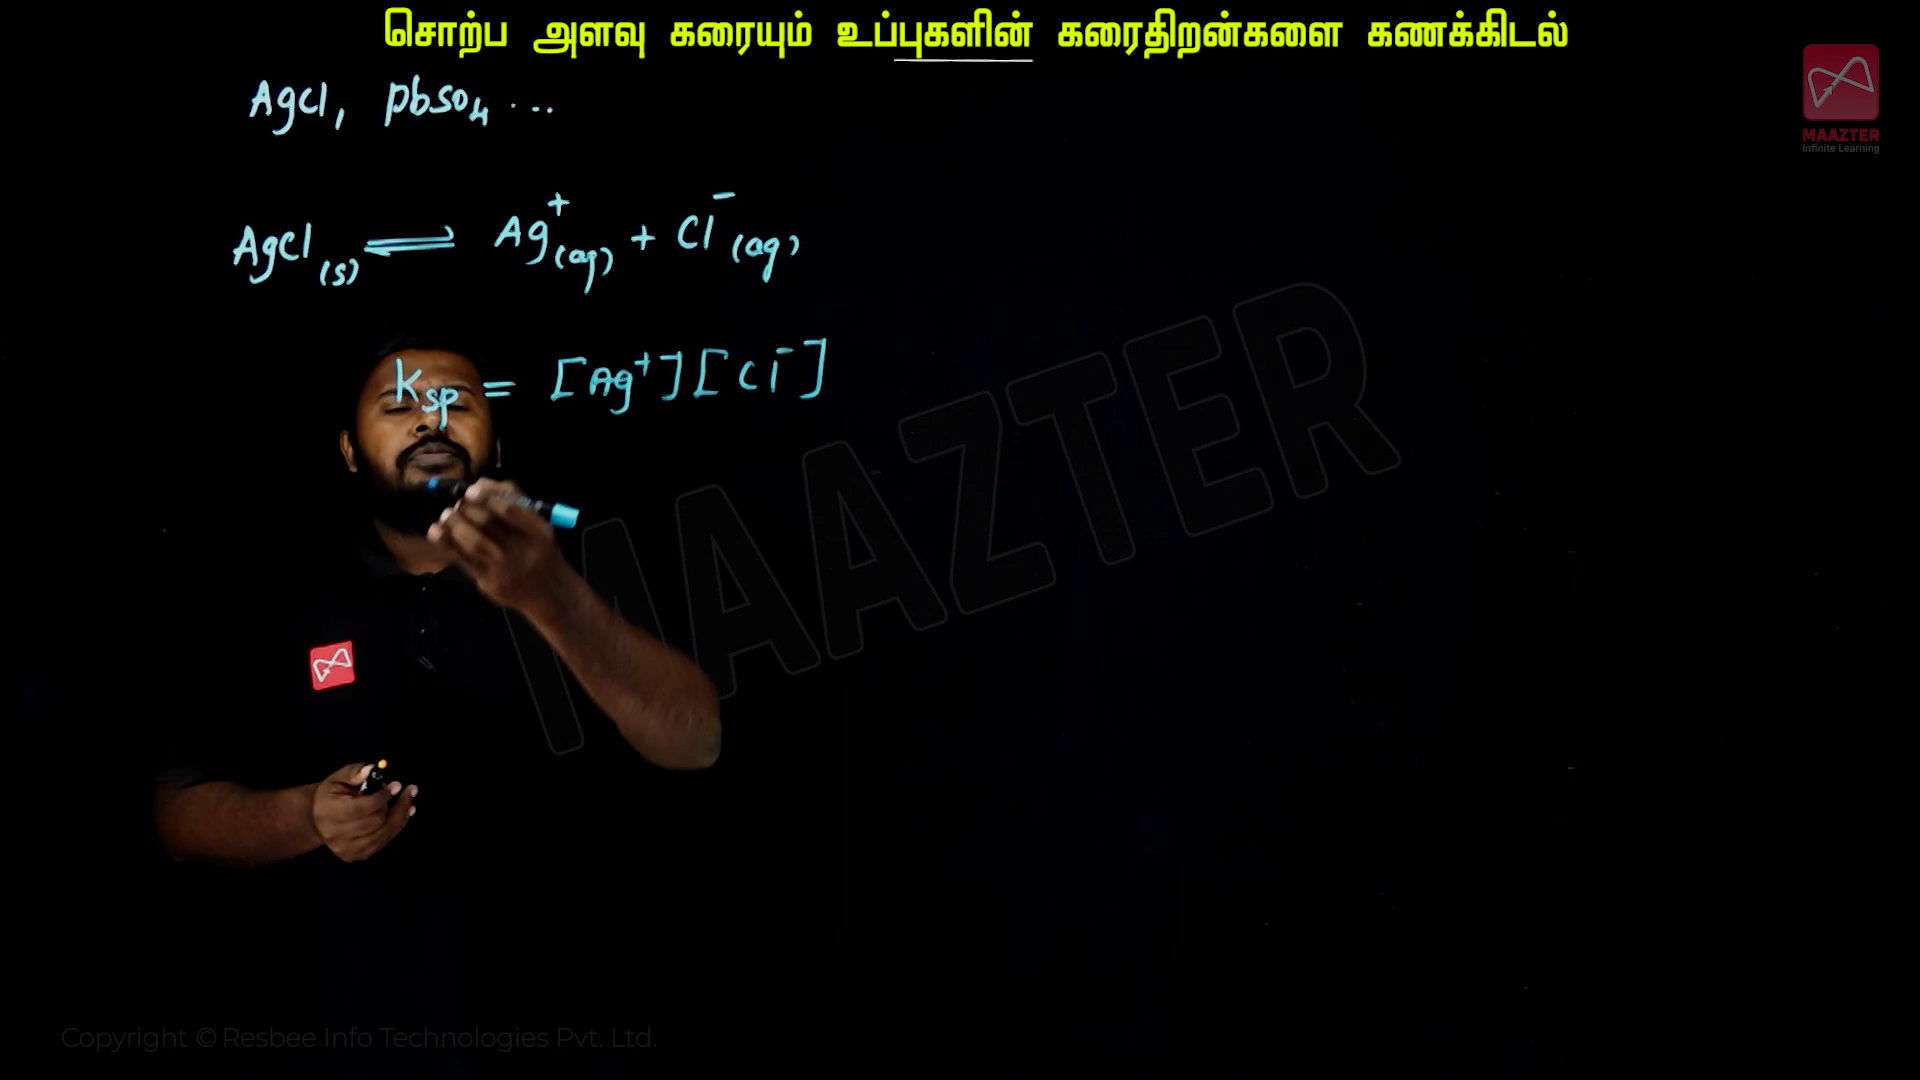 சொற்ப அளவு கரையும் உப்புகளின் கரைதிறன்களை கணக்கிடல்
AgCl, PbSO₄ ...
MAAZTER
Infinite Learning
AgCl(s) ⇌ Ag⁺(aq) + Cl⁻(aq)
Ksp = [Ag⁺][Cl⁻]
MAAZTER
Copyright © Resbee Info Technologies Pvt. Ltd.